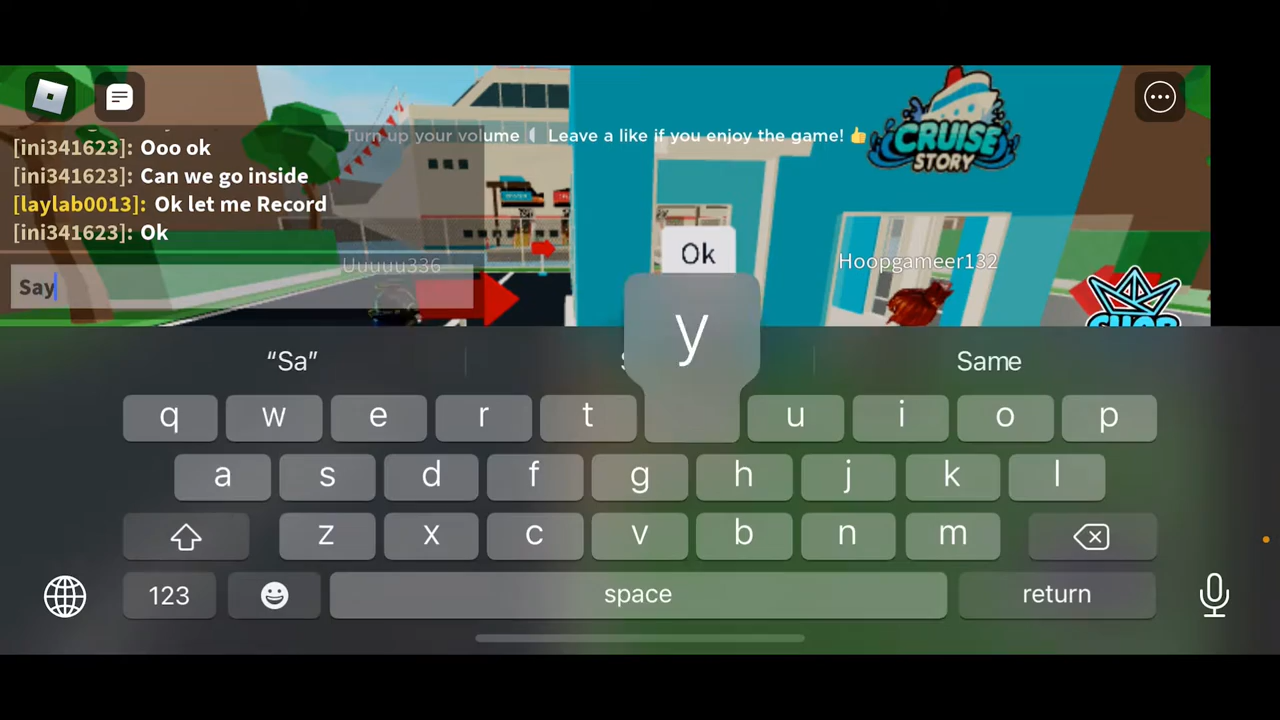 Turn up your volume Leave a like if you enjoy the game! 👍
CRUISE
STORY
[ini341623]: Ooo ok
[ini341623]: Can we go inside
[laylab0013]: Ok let me Record
[ini341623]: Ok
Ok
Uuuuu336
Hoopgameer132
Say
SHOP
y
“Sa” Same
q w e r t u i o p
a s d f g h j k l
z x c v b n m
123 space return